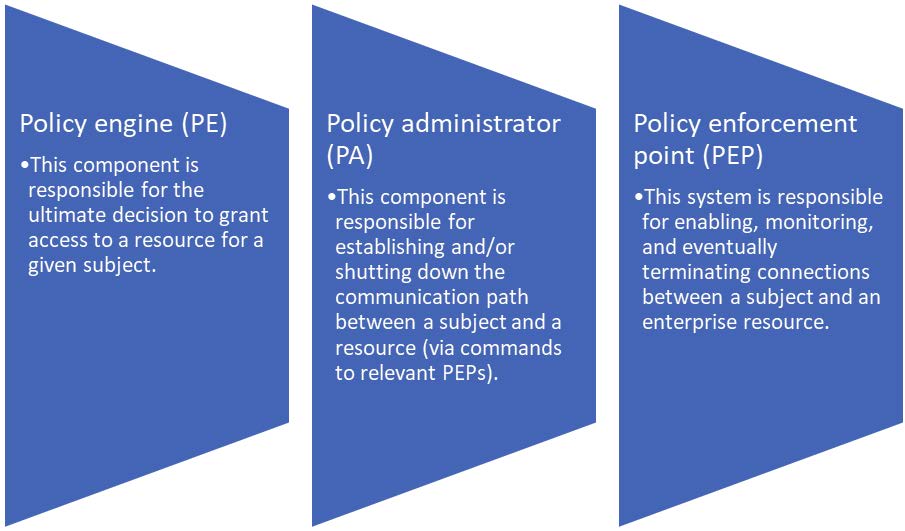 Policy engine (PE)
•This component is
responsible for the
ultimate decision to grant
access to a resource for a
given subject.
Policy administrator
(PA)
•This component is
responsible for
establishing and/or
shutting down the
communication path
between a subject and a
resource (via commands
to relevant PEPs).
Policy enforcement
point (PEP)
•This system is responsible
for enabling, monitoring,
and eventually
terminating connections
between a subject and an
enterprise resource.